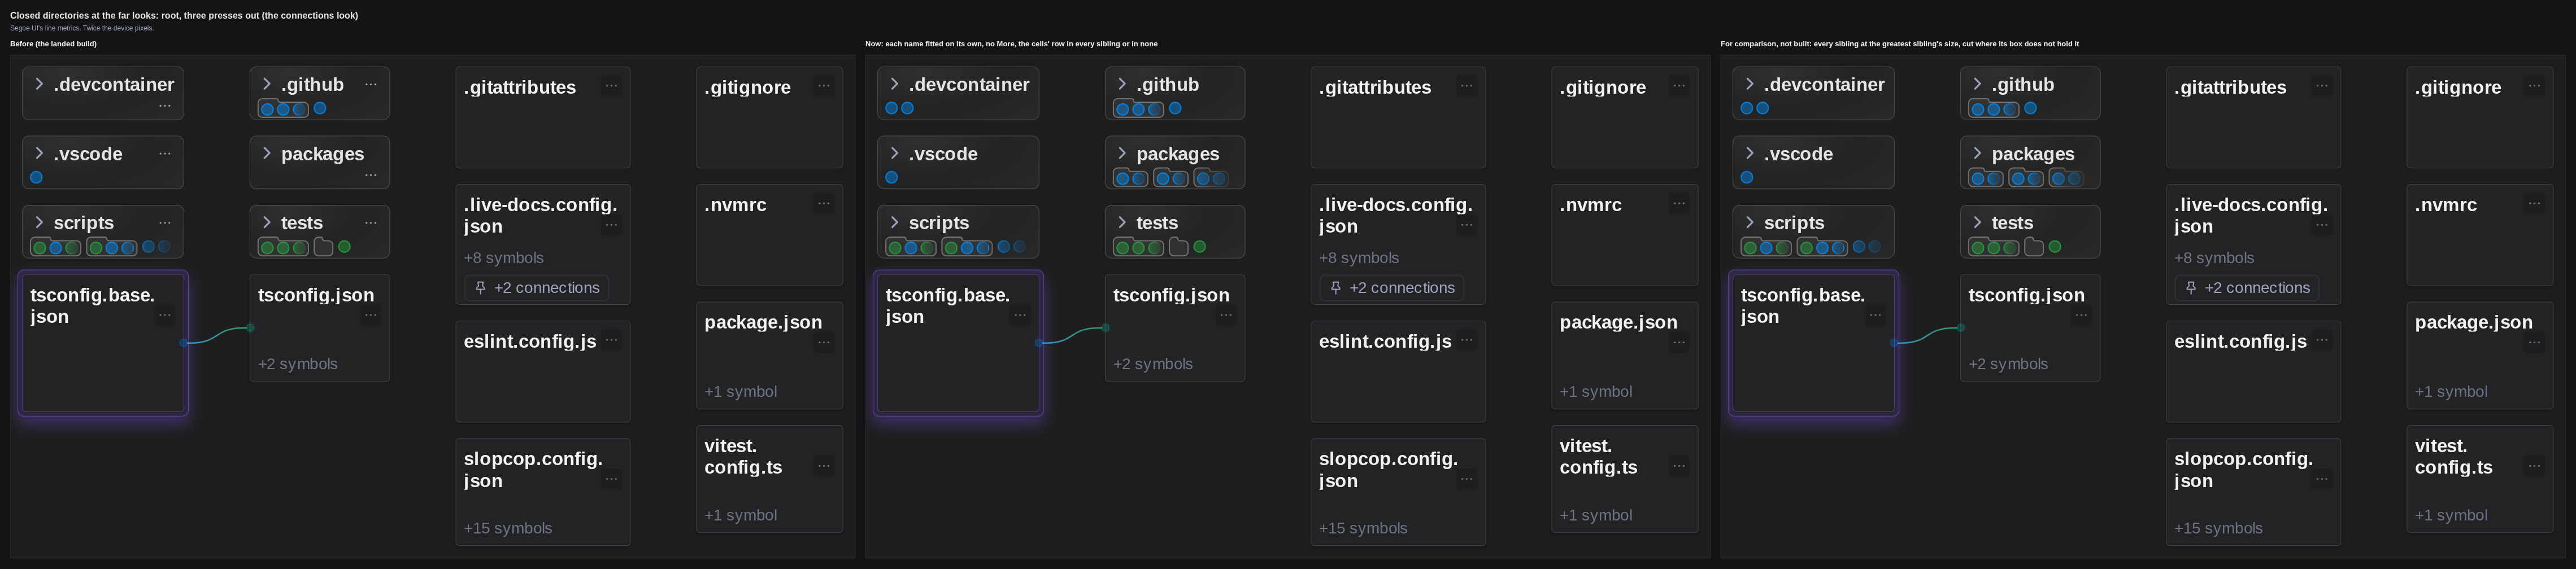 Closed directories at the far looks: root, three presses out (the connections look)
Segoe UI's line metrics. Twice the device pixels.
Before (the landed build)
.devcontainer
...
.github
...
.gitattributes
...
.gitignore
...
.vscode
...
packages
...
.live-docs.config.
json
...
+8 symbols
+2 connections
.nvmrc
...
scripts
...
tests
...
tsconfig.base.
json
...
tsconfig.json
...
+2 symbols
eslint.config.js
...
package.json
...
+1 symbol
slopcop.config.
json
...
+15 symbols
vitest.
config.ts
...
+1 symbol
Now: each name fitted on its own, no More, the cells' row in every sibling or in none
.devcontainer
.github
.gitattributes
...
.gitignore
...
.vscode
packages
.live-docs.config.
json
...
+8 symbols
+2 connections
.nvmrc
...
scripts
tests
tsconfig.base.
json
...
tsconfig.json
...
+2 symbols
eslint.config.js
...
package.json
...
+1 symbol
slopcop.config.
json
...
+15 symbols
vitest.
config.ts
...
+1 symbol
For comparison, not built: every sibling at the greatest sibling's size, cut where its box does not hold it
.devcontainer
.github
.gitattributes
...
.gitignore
...
.vscode
packages
.live-docs.config.
json
...
+8 symbols
+2 connections
.nvmrc
...
scripts
tests
tsconfig.base.
json
...
tsconfig.json
...
+2 symbols
eslint.config.js
...
package.json
...
+1 symbol
slopcop.config.
json
...
+15 symbols
vitest.
config.ts
...
+1 symbol